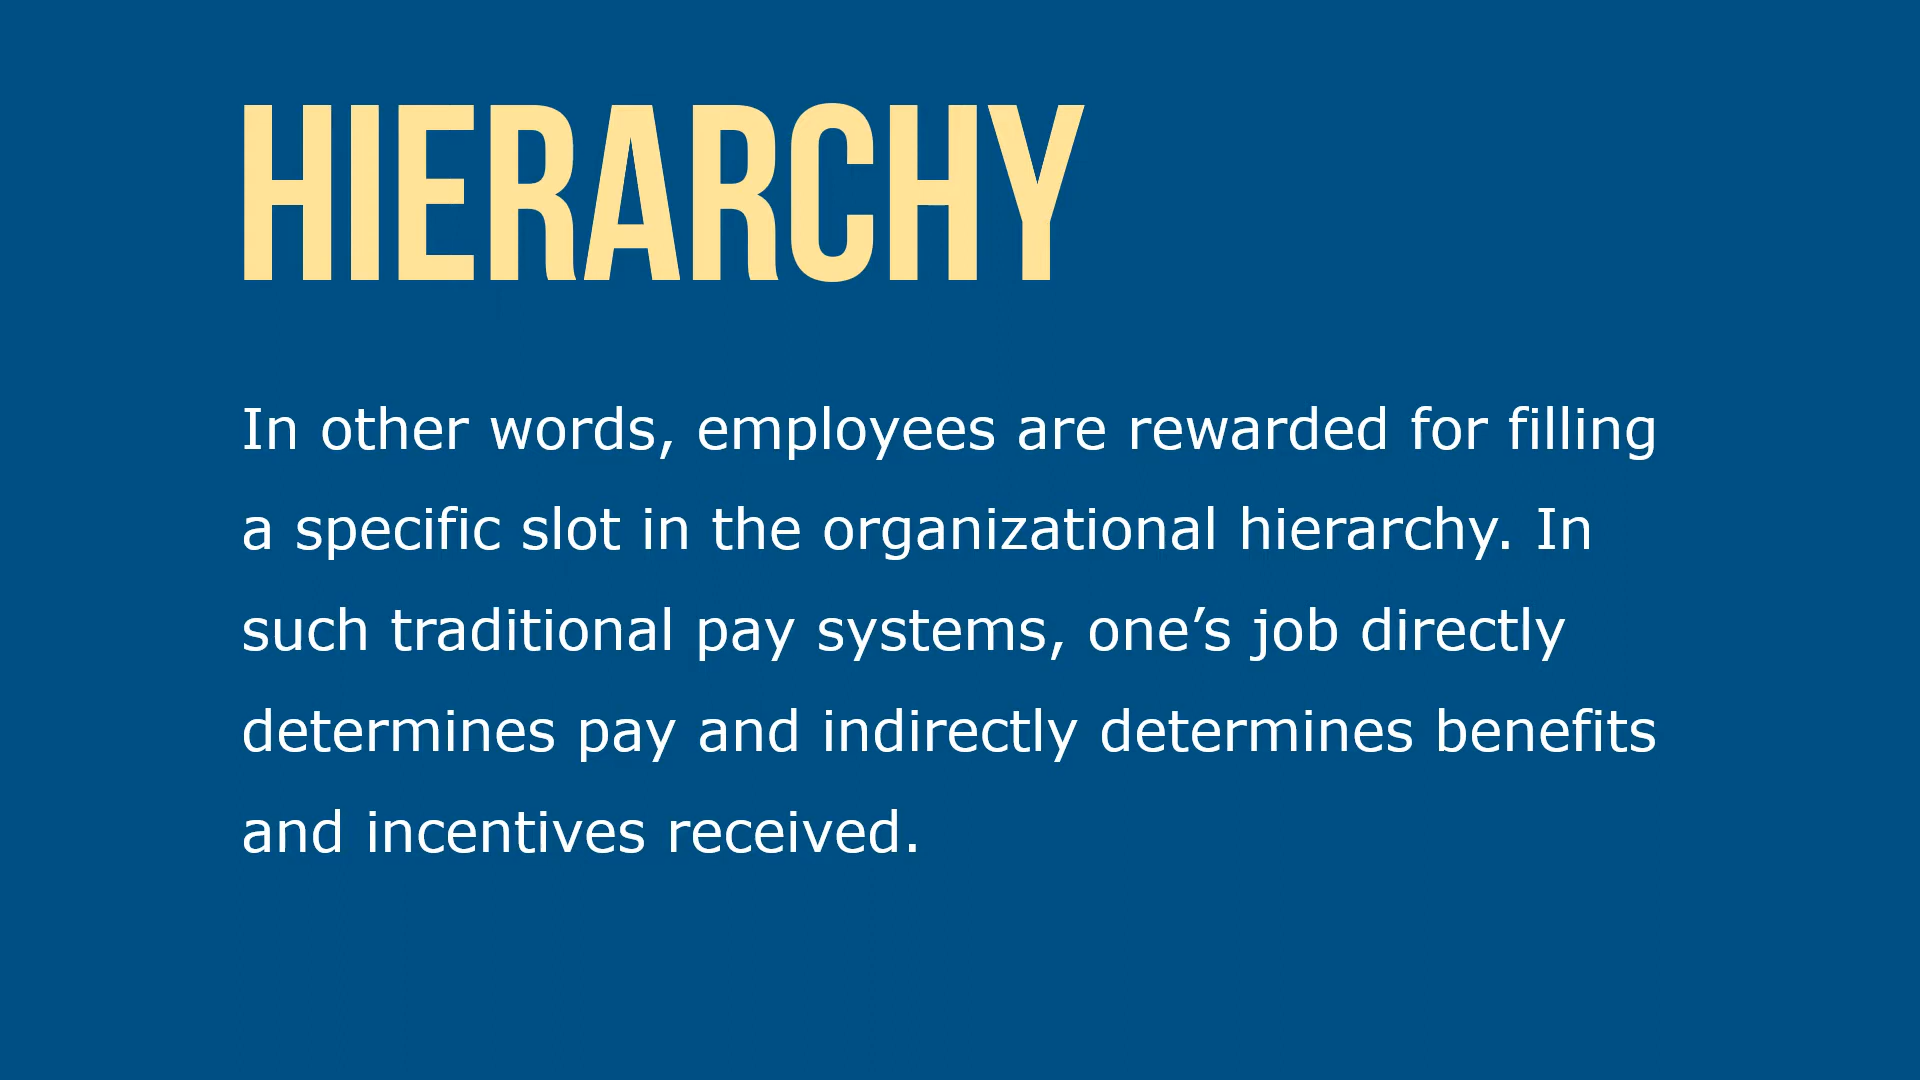 HIERARCHY
In other words, employees are rewarded for filling
a specific slot in the organizational hierarchy. In
such traditional pay systems, one’s job directly
determines pay and indirectly determines benefits
and incentives received.